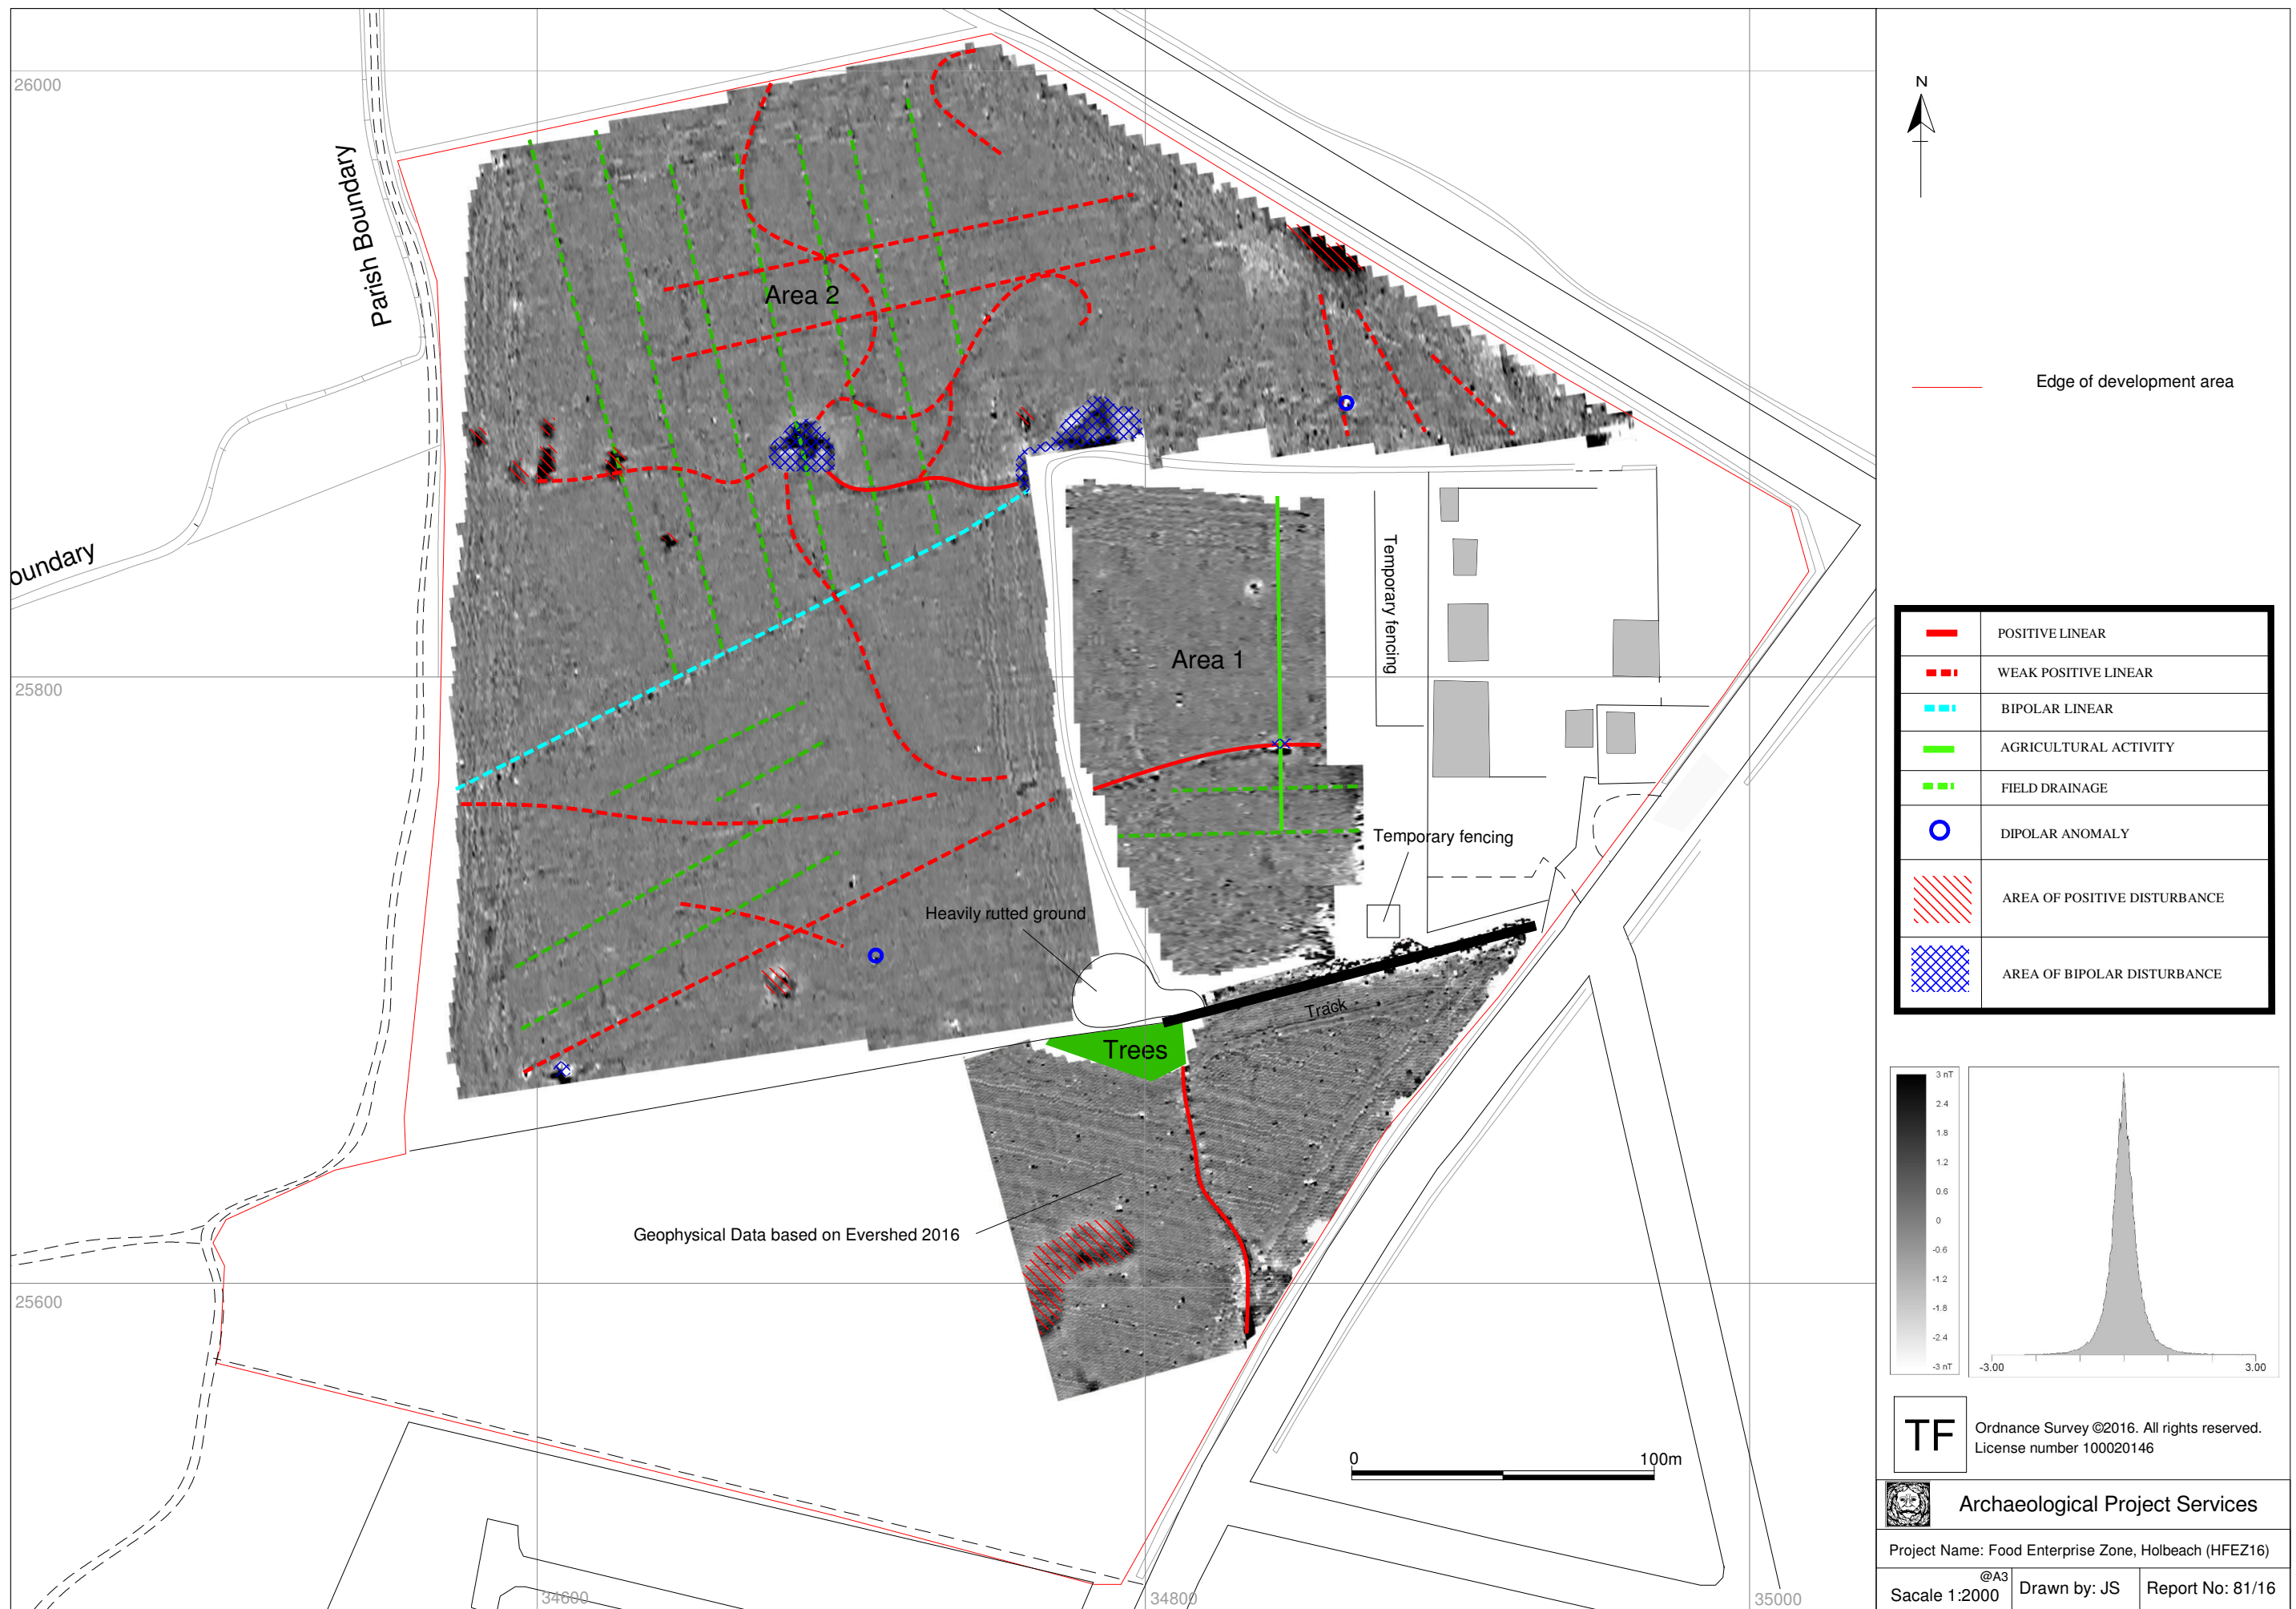 26000
Parish Boundary
Area 2
oundary
25800
Area 1
Temporary fencing
Temporary fencing
Heavily rutted ground
Track
Trees
Geophysical Data based on Evershed 2016
25600
0 100m
34600
34800
35000
N
Edge of development area
POSITIVE LINEAR
WEAK POSITIVE LINEAR
BIPOLAR LINEAR
AGRICULTURAL ACTIVITY
FIELD DRAINAGE
DIPOLAR ANOMALY
AREA OF POSITIVE DISTURBANCE
AREA OF BIPOLAR DISTURBANCE
3 nT
2.4
1.8
1.2
0.6
0
-0.6
-1.2
-1.8
-2.4
-3 nT
-3.00 3.00
TF
Ordnance Survey ©2016. All rights reserved.
License number 100020146
Archaeological Project Services
Project Name: Food Enterprise Zone, Holbeach (HFEZ16)
@A3
Sacale 1:2000
Drawn by: JS
Report No: 81/16